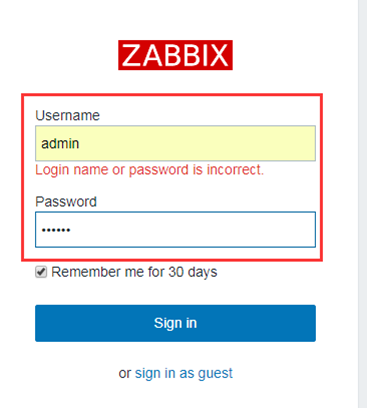 ZABBIX
Username
admin
Login name or password is incorrect.
Password
••••••
Remember me for 30 days
Sign in
or sign in as guest